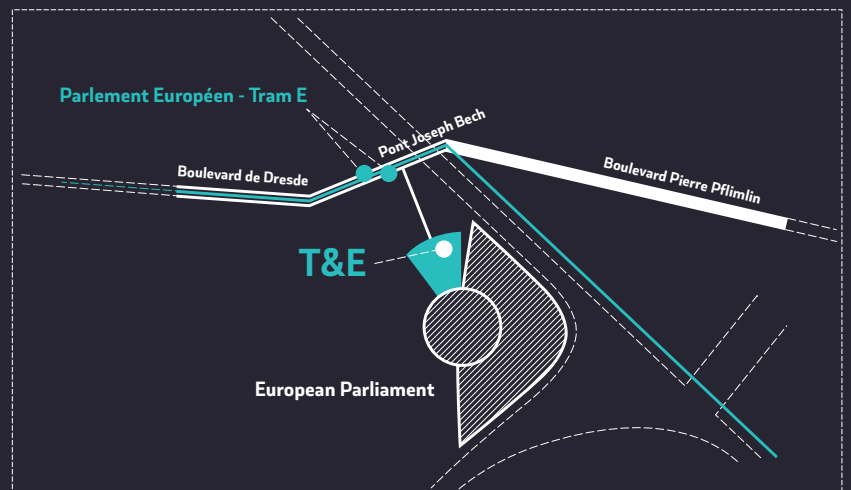 Parlement Européen - Tram E
Pont Joseph Bech
Boulevard de Dresde
Boulevard Pierre Pflimlin
T&E
European Parliament